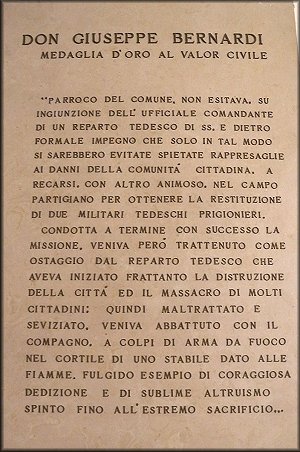 DON GIUSEPPE BERNARDI
MEDAGLIA D'ORO AL VALOR CIVILE
"PARROCO DEL COMUNE, NON ESITAVA, SU
INGIUNZIONE DELL'UFFICIALE COMANDANTE
DI UN REPARTO TEDESCO DI SS. E DIETRO
FORMALE IMPEGNO CHE SOLO IN TAL MODO
SI SAREBBERO EVITATE SPIETATE RAPPRESAGLIE
AI DANNI DELLA COMUNITÀ CITTADINA, A
RECARSI, CON ALTRO ANIMOSO, NEL CAMPO
PARTIGIANO PER OTTENERE LA RESTITUZIONE
DI DUE MILITARI TEDESCHI PRIGIONIERI.
CONDOTTA A TERMINE CON SUCCESSO LA
MISSIONE, VENIVA PERÒ TRATTENUTO COME
OSTAGGIO DAL REPARTO TEDESCO CHE
AVEVA INIZIATO FRATTANTO LA DISTRUZIONE
DELLA CITTÀ ED IL MASSACRO DI MOLTI
CITTADINI: QUINDI MALTRATTATO E
SEVIZIATO, VENIVA ABBATTUTO CON IL
COMPAGNO, A COLPI DI ARMA DA FUOCO
NEL CORTILE DI UNO STABILE DATO ALLE
FIAMME. FULGIDO ESEMPIO DI CORAGGIOSA
DEDIZIONE E DI SUBLIME ALTRUISMO
SPINTO FINO ALL'ESTREMO SACRIFICIO...